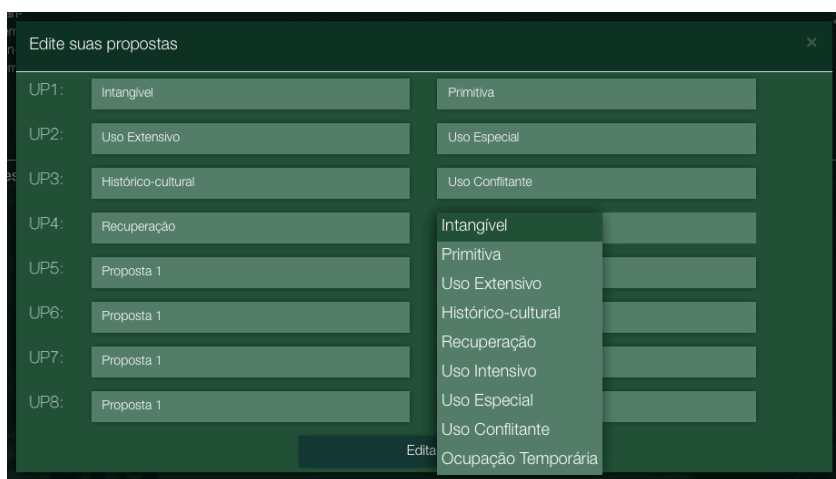 Edite suas propostas ×
UP1: Intangível Primitiva
UP2: Uso Extensivo Uso Especial
UP3: Histórico-cultural Uso Conflitante
UP4: Recuperação
Intangível
Primitiva
UP5: Proposta 1
Uso Extensivo
UP6: Proposta 1
Histórico-cultural
Recuperação
UP7: Proposta 1
Uso Intensivo
UP8: Proposta 1
Uso Especial
Uso Conflitante
Edita
Ocupação Temporária